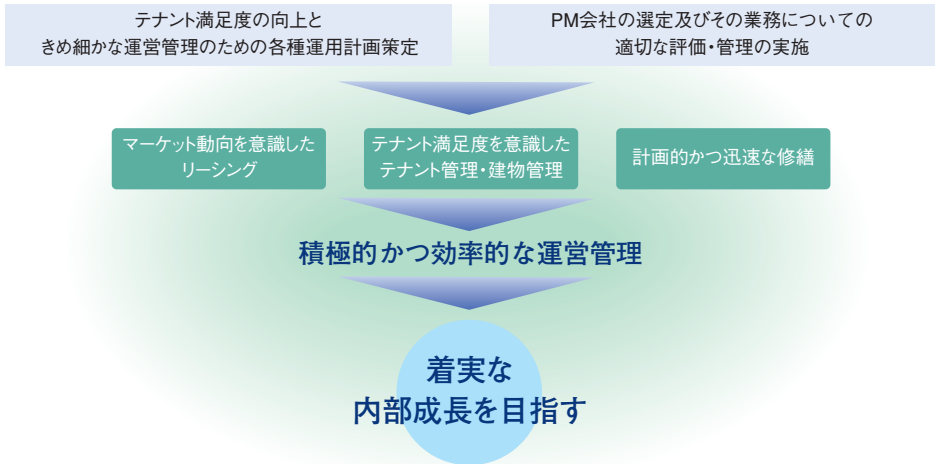 テナント満足度の向上と
きめ細かな運営管理のための各種運用計画策定
PM会社の選定及びその業務についての
適切な評価・管理の実施
マーケット動向を意識した
リーシング
テナント満足度を意識した
テナント管理・建物管理
計画的かつ迅速な修繕
積極的かつ効率的な運営管理
着実な
内部成長を目指す